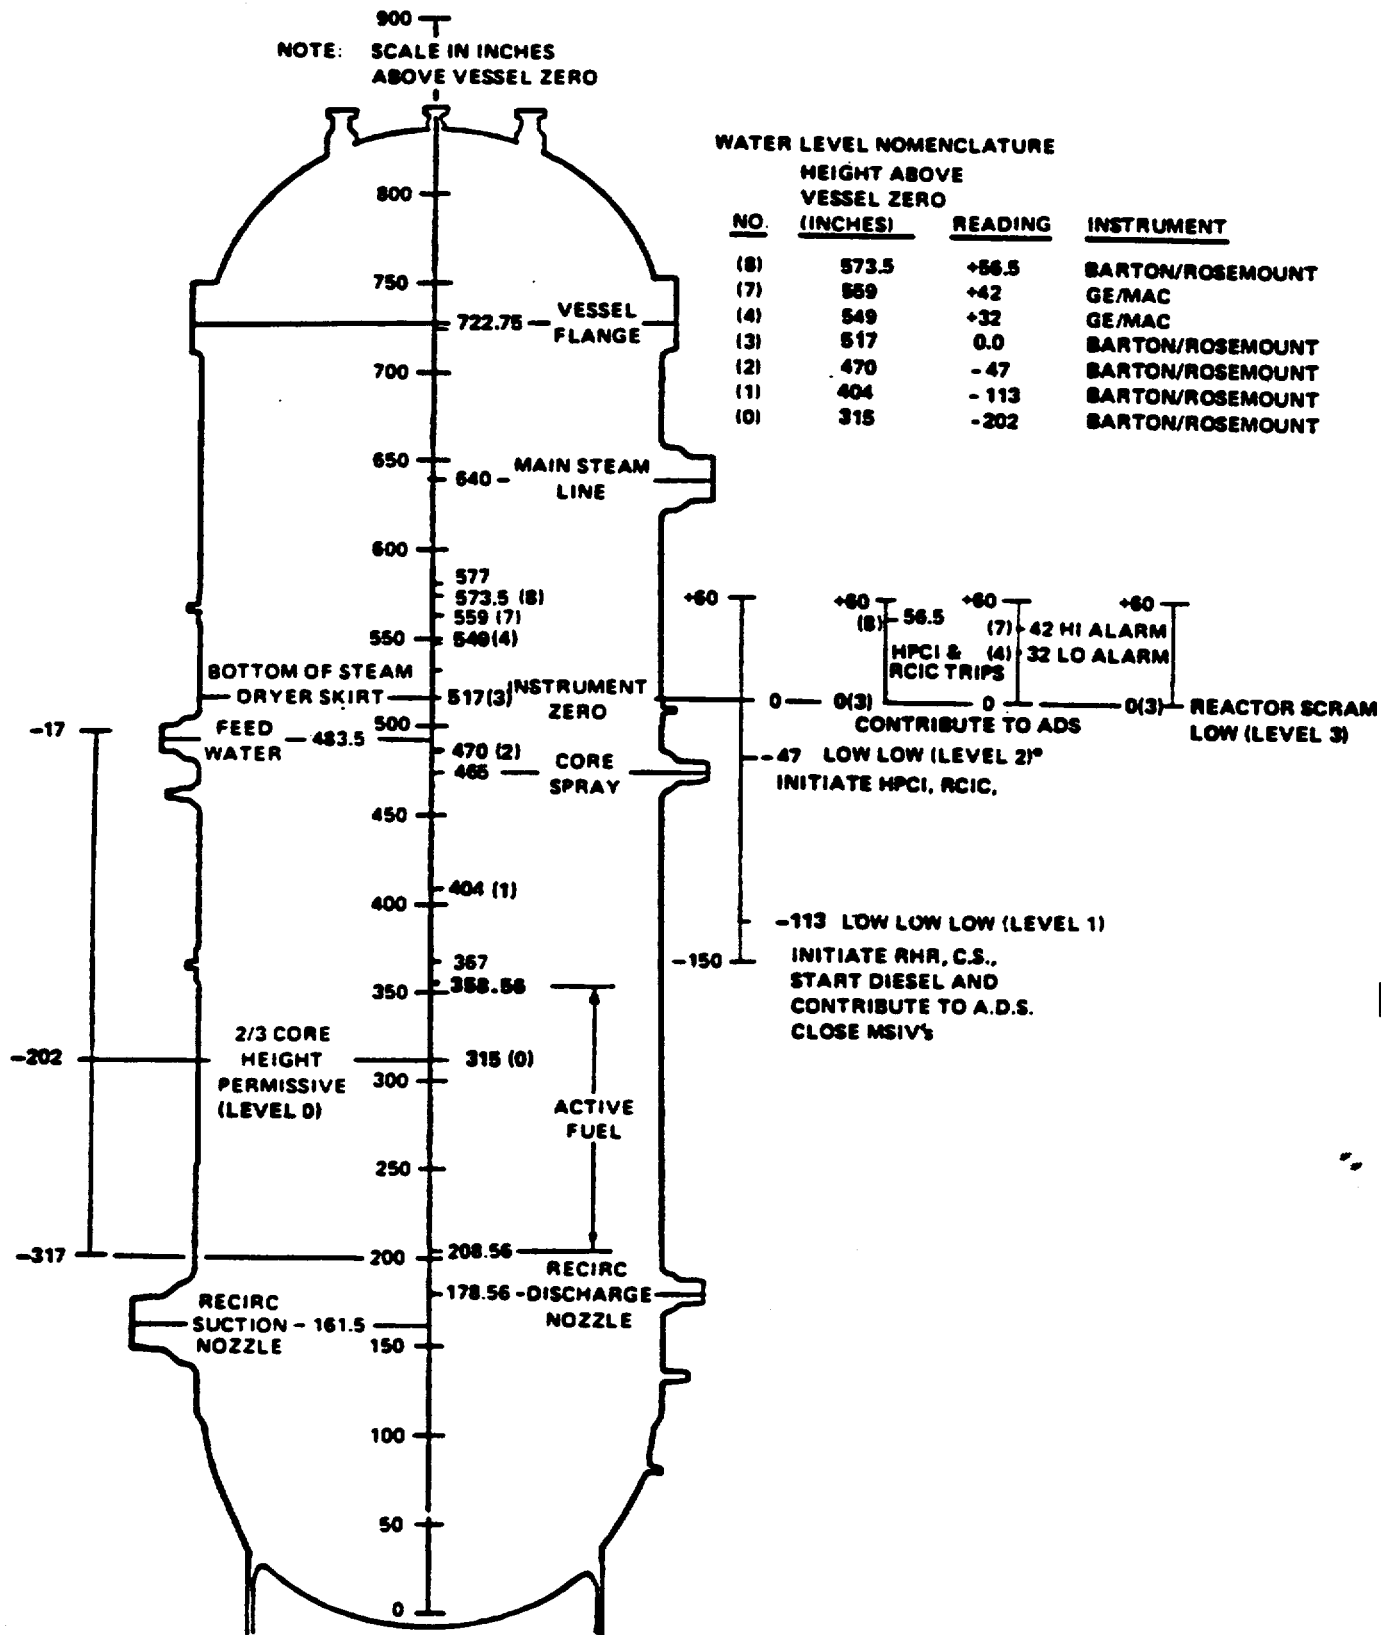 900
NOTE: SCALE IN INCHES
ABOVE VESSEL ZERO
WATER LEVEL NOMENCLATURE
HEIGHT ABOVE
VESSEL ZERO
NO. (INCHES) READING INSTRUMENT
(8) 573.5 +56.5 BARTON/ROSEMOUNT
(7) 559 +42 GE/MAC
(4) 549 +32 GE/MAC
(3) 517 0.0 BARTON/ROSEMOUNT
(2) 470 -47 BARTON/ROSEMOUNT
(1) 404 -113 BARTON/ROSEMOUNT
(0) 315 -202 BARTON/ROSEMOUNT
800
750
722.75 VESSEL
FLANGE
700
650
640 MAIN STEAM
LINE
600
577
573.5 (8)
559 (7)
550 549 (4)
BOTTOM OF STEAM
DRYER SKIRT 517 (3) INSTRUMENT
ZERO
500
-17 FEED
WATER 483.5
470 (2)
465 CORE
SPRAY
450
404 (1)
400
367
358.56
350
-202 2/3 CORE
HEIGHT 315 (0)
PERMISSIVE
(LEVEL 0)
300
ACTIVE
FUEL
250
-317 200 208.56
178.56 RECIRC
DISCHARGE
NOZZLE
RECIRC
SUCTION 161.5
NOZZLE
150
100
50
0
+60 +60 +60 +60
(8) 56.5 (7) 42 HI ALARM
HPCI & (4) 32 LO ALARM
RCIC TRIPS
0 0(3) 0 0(3) REACTOR SCRAM
LOW (LEVEL 3)
CONTRIBUTE TO ADS
-47 LOW LOW (LEVEL 2)*
INITIATE HPCI, RCIC,
-113 LOW LOW LOW (LEVEL 1)
-150 INITIATE RHR, C.S.,
START DIESEL AND
CONTRIBUTE TO A.D.S.
CLOSE MSIV's